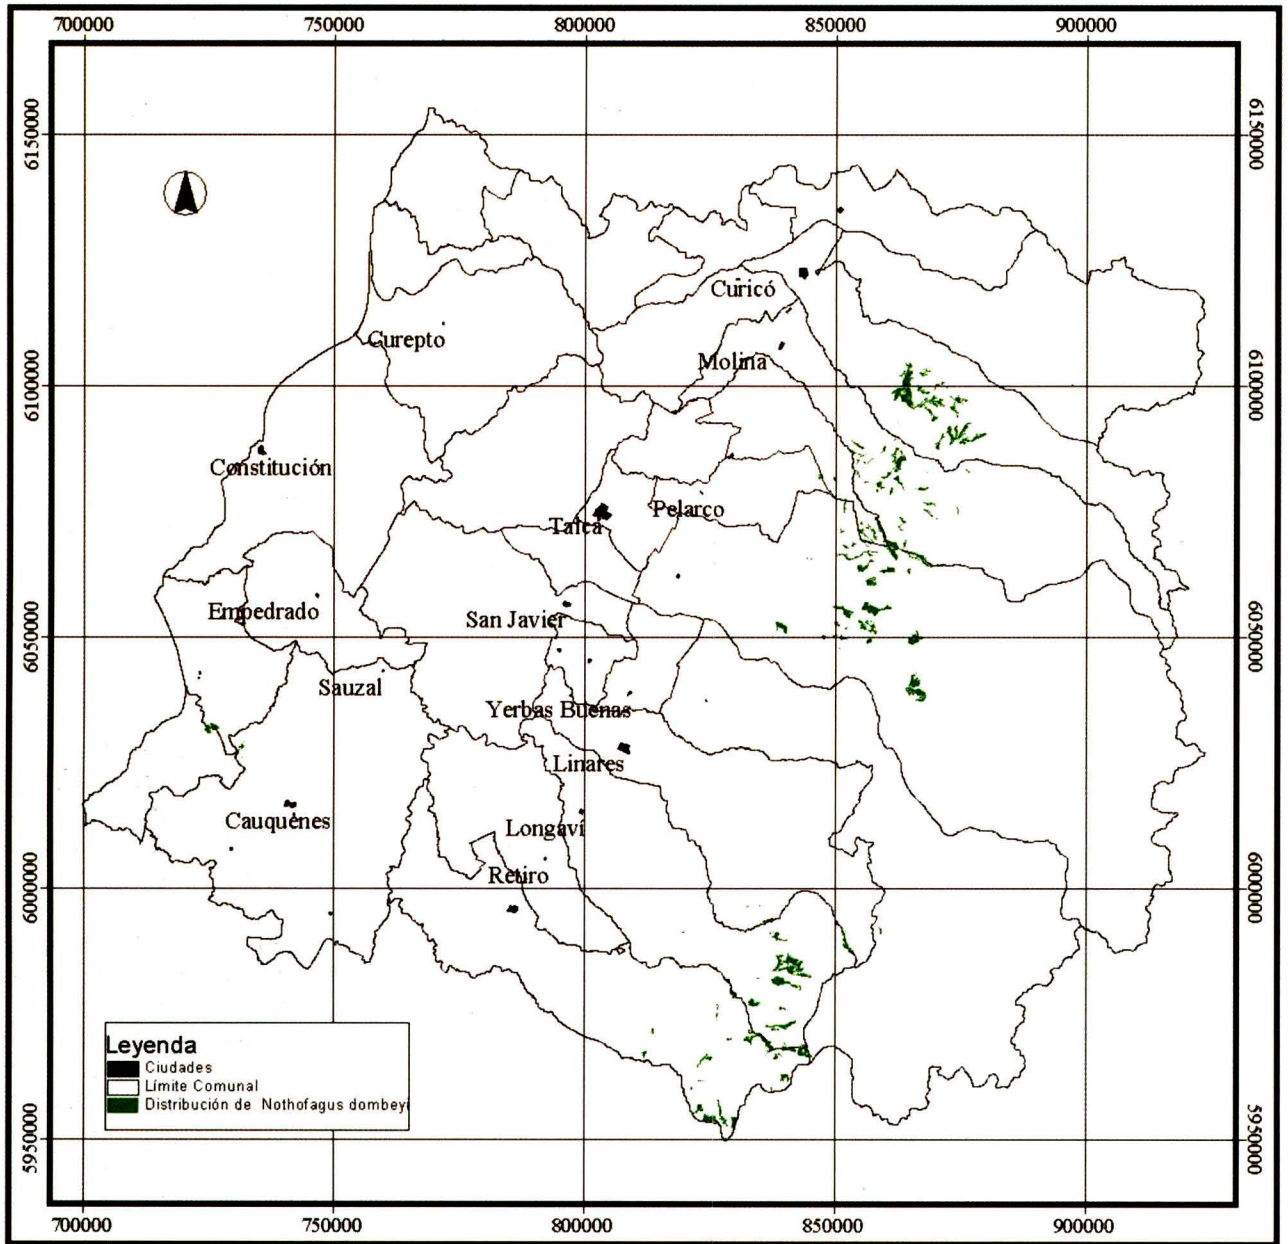 700000 750000 800000 850000 900000
6150000 6150000
Curicó
Curepto
Molina
6100000 6100000
Constitución
Pelarco
Talca
Empedrado
San Javier
6050000 6050000
Sauzal
Yerbas Buenas
Linares
Cauquenes
Longaví
Retiro
6000000 6000000
Leyenda
Ciudades
Límite Comunal
Distribución de Nothofagus dombeyi
5950000 5950000
700000 750000 800000 850000 900000